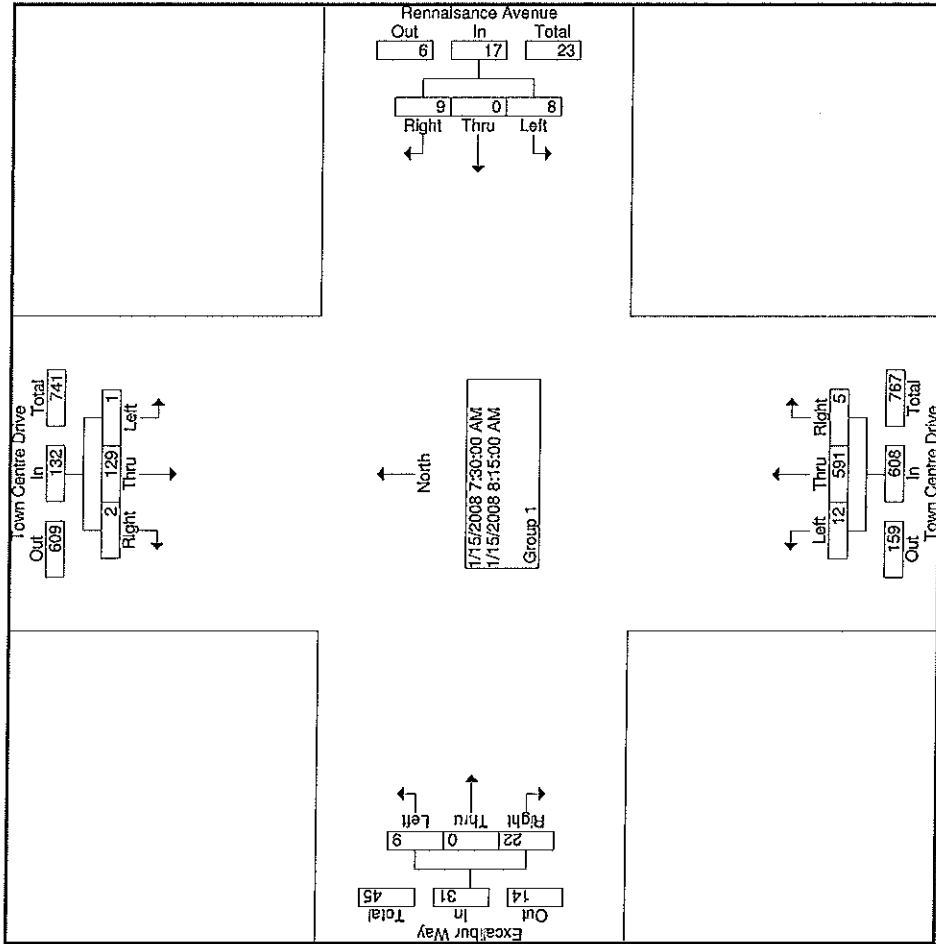 Rennaisance Avenue
Out In Total
6 17 23
9 0 8
Right Thru Left
Town Centre Drive
Out In Total
609 132 741
2 129 1
Right Thru Left
North
1/15/2008 7:30:00 AM
1/15/2008 8:15:00 AM
Group 1
Left Thru Right
12 591 5
159 608 767
Out In Total
Town Centre Drive
Left Thru Right
9 0 22
Total In Out
45 31 14
Excalibur Way